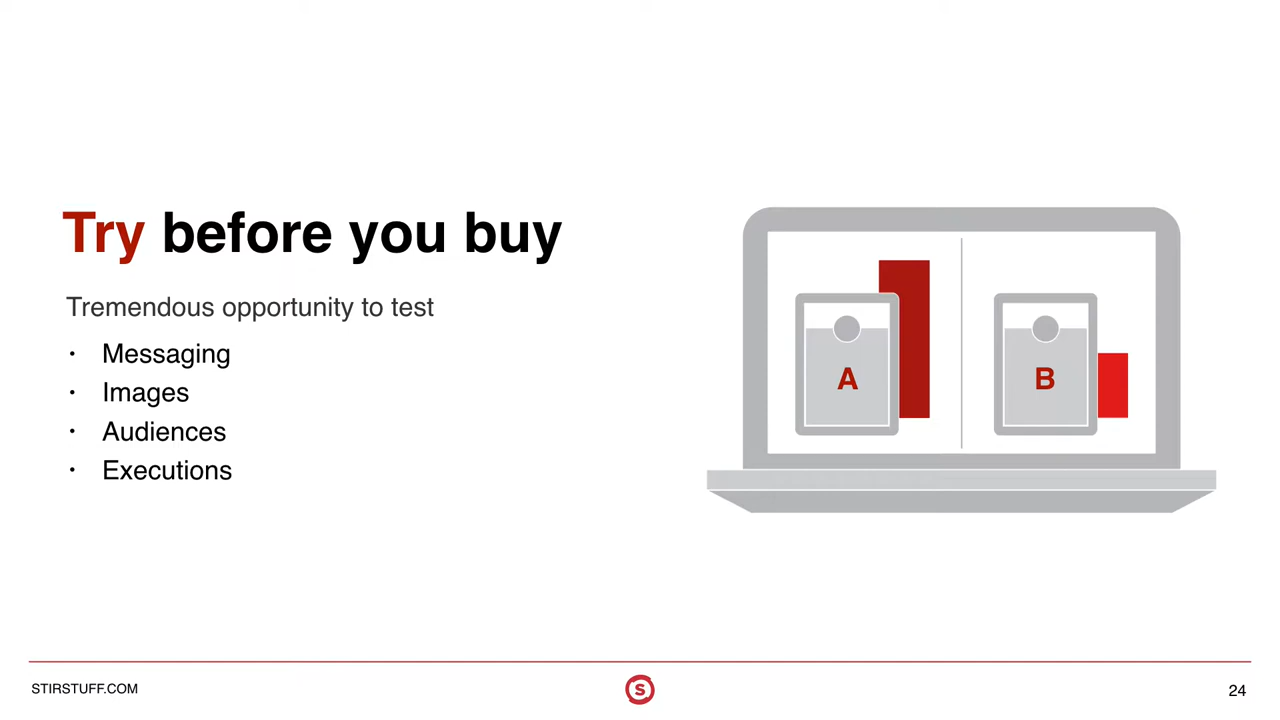 Try before you buy
Tremendous opportunity to test
• Messaging
• Images
• Audiences
• Executions
A
B
STIRSTUFF.COM
S
24